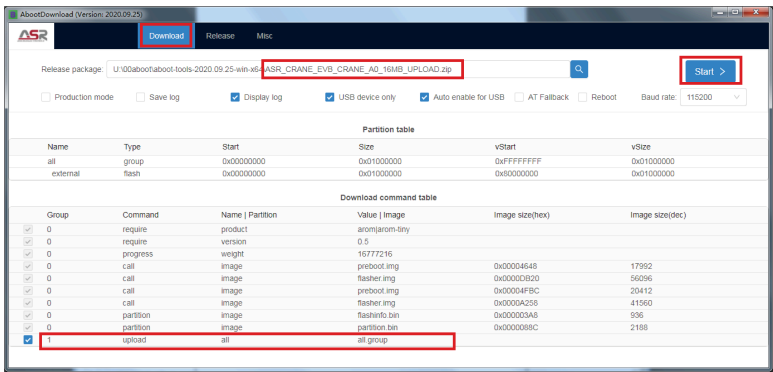 AbootDownload (Version: 2020.09.25)
ASR Download Release Misc
Release package: U:\00aboot\aboot-tools-2020.09.25-win-x64\ASR_CRANE_EVB_CRANE_A0_16MB_UPLOAD.zip Start >
Production mode Save log Display log USB device only Auto enable for USB AT Fallback Reboot Baud rate: 115200
Partition table
Name Type Start Size vStart vSize
all group 0x00000000 0x01000000 0xFFFFFFFF 0x01000000
external flash 0x00000000 0x01000000 0x80000000 0x01000000
Download command table
Group Command Name | Partition Value | Image Image size(hex) Image size(dec)
0 require product arom|arom-tiny
0 require version 0.5
0 progress weight 16777216
0 call image preboot.img 0x00004648 17992
0 call image flasher.img 0x0000DB20 56096
0 call image preboot.img 0x00004FBC 20412
0 call image flasher.img 0x0000A258 41560
0 partition image flashinfo.bin 0x000003A8 936
0 partition image partition.bin 0x0000088C 2188
1 upload all all.group